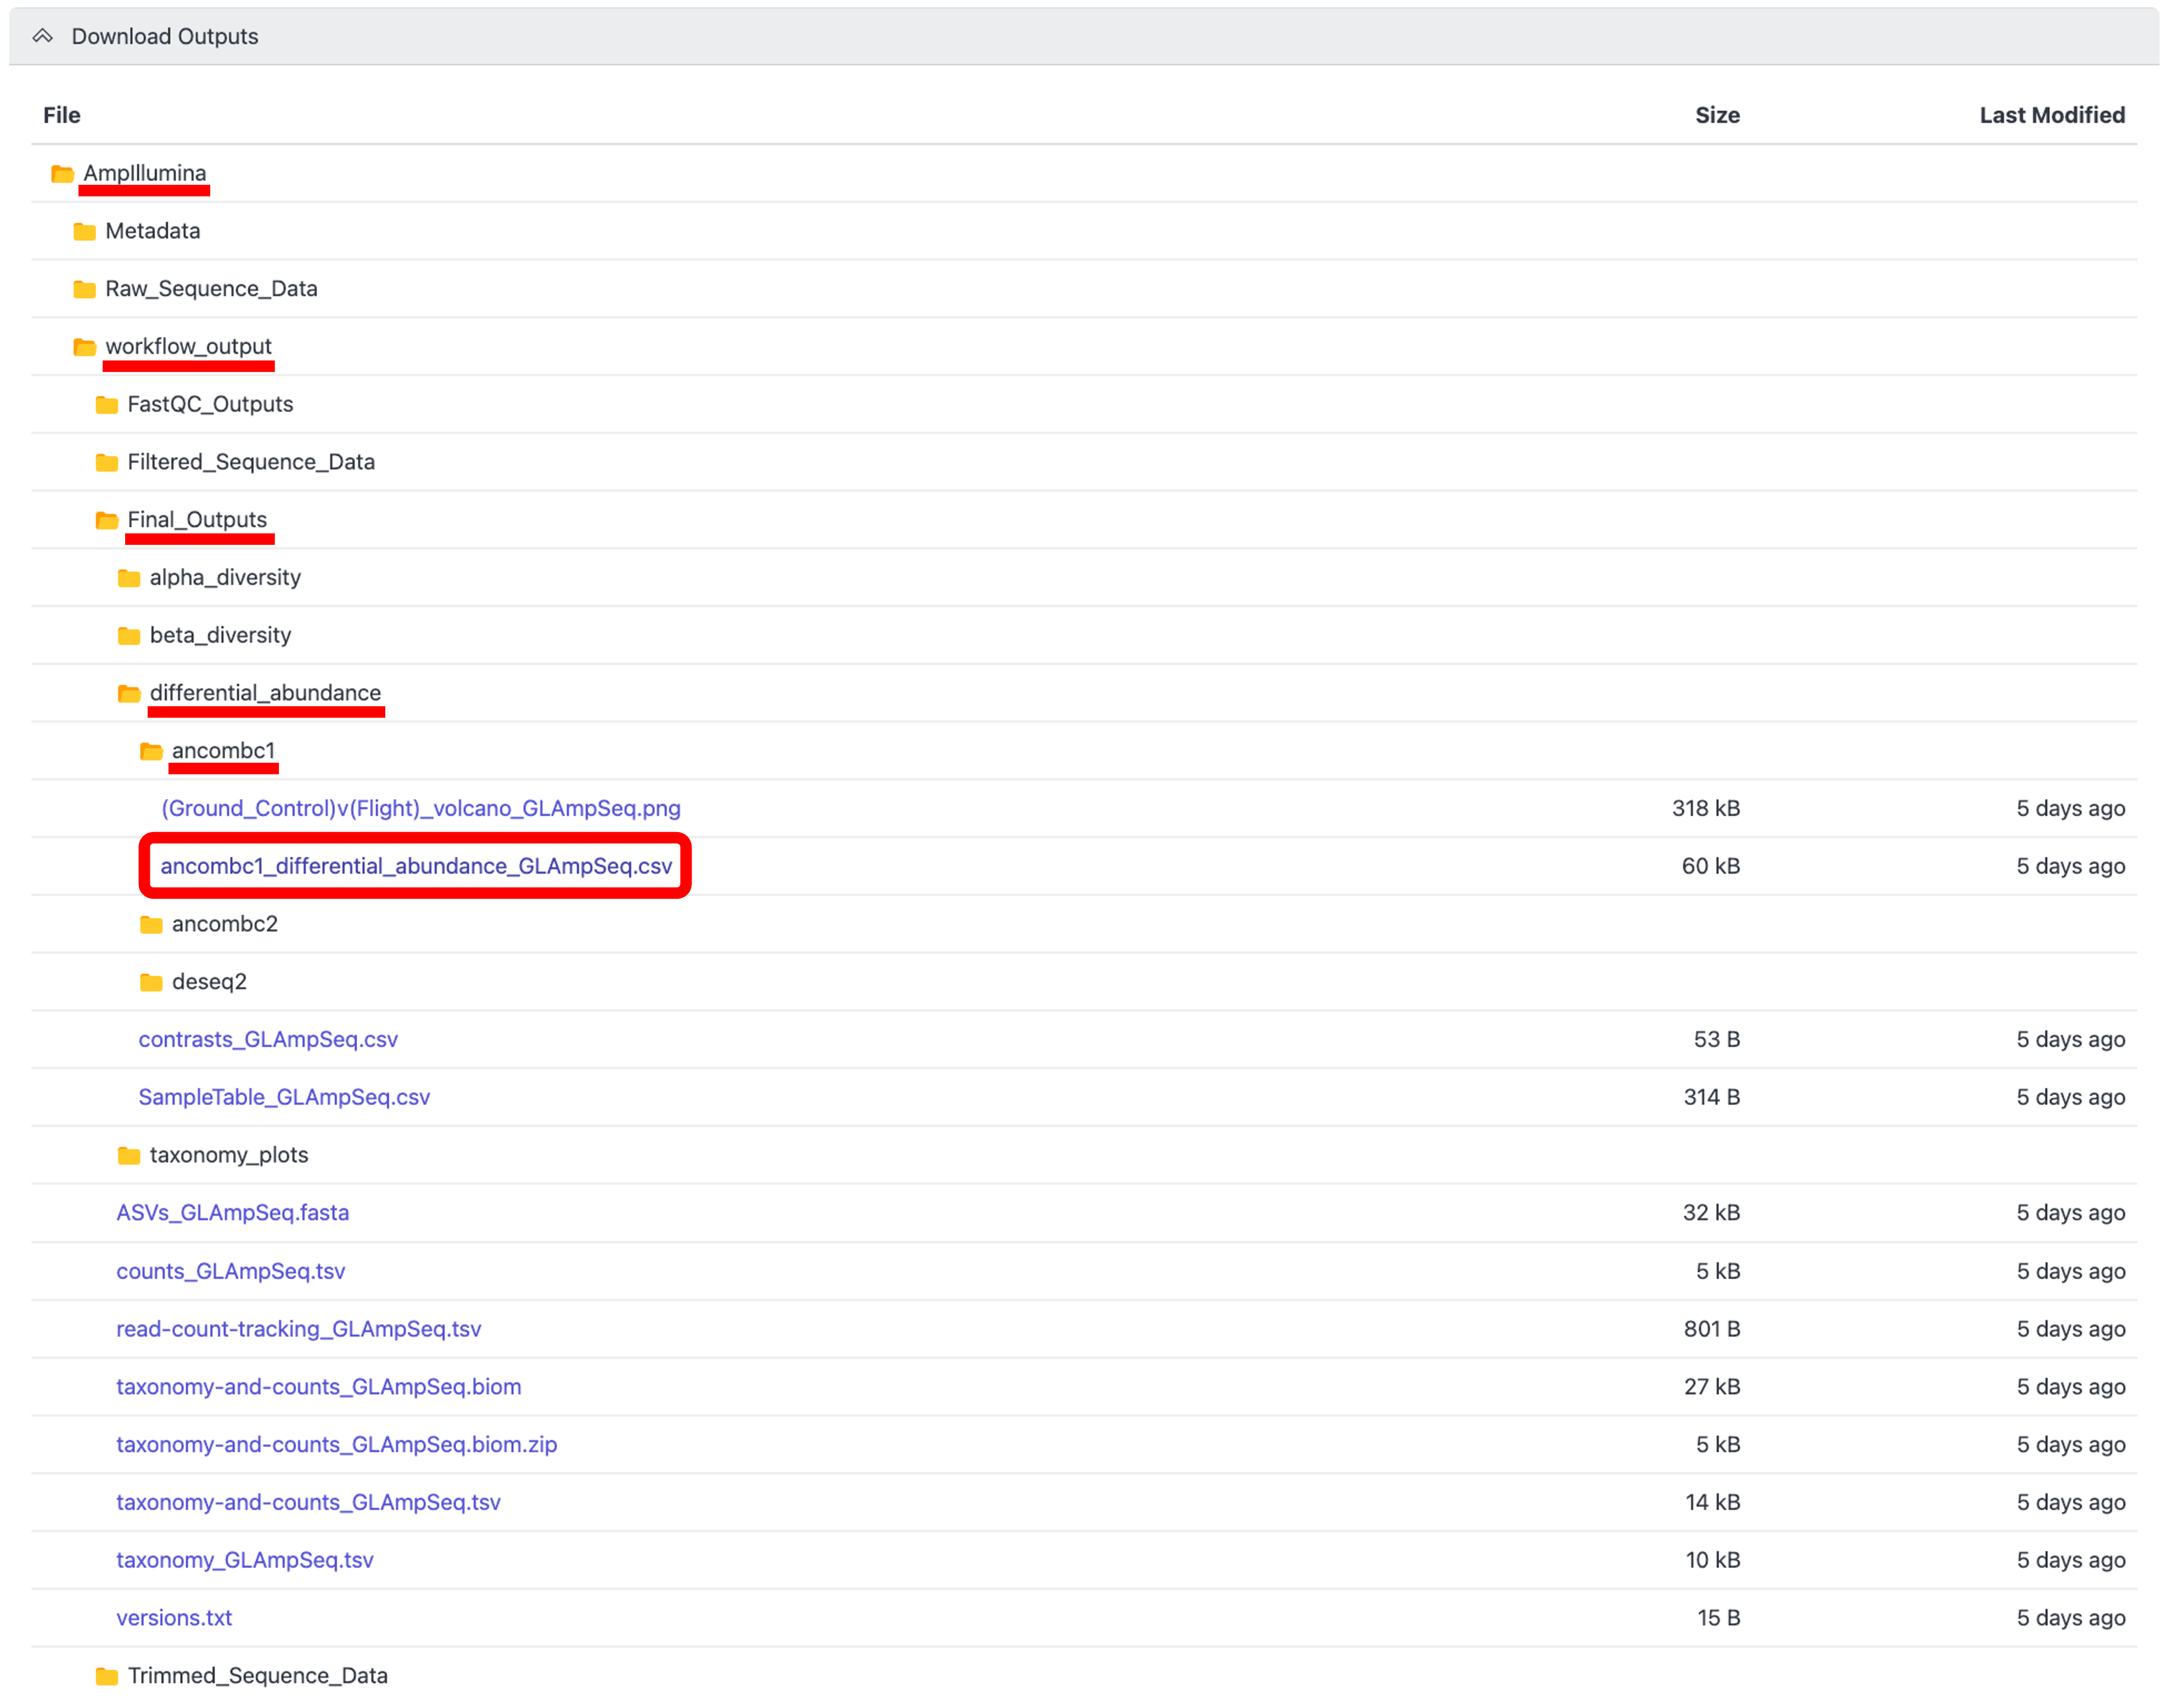 Download Outputs
File Size Last Modified
AmpIllumina
Metadata
Raw_Sequence_Data
workflow_output
FastQC_Outputs
Filtered_Sequence_Data
Final_Outputs
alpha_diversity
beta_diversity
differential_abundance
ancombc1
(Ground_Control)v(Flight)_volcano_GLAmpSeq.png 318 kB 5 days ago
ancombc1_differential_abundance_GLAmpSeq.csv 60 kB 5 days ago
ancombc2
deseq2
contrasts_GLAmpSeq.csv 53 B 5 days ago
SampleTable_GLAmpSeq.csv 314 B 5 days ago
taxonomy_plots
ASVs_GLAmpSeq.fasta 32 kB 5 days ago
counts_GLAmpSeq.tsv 5 kB 5 days ago
read-count-tracking_GLAmpSeq.tsv 801 B 5 days ago
taxonomy-and-counts_GLAmpSeq.biom 27 kB 5 days ago
taxonomy-and-counts_GLAmpSeq.biom.zip 5 kB 5 days ago
taxonomy-and-counts_GLAmpSeq.tsv 14 kB 5 days ago
taxonomy_GLAmpSeq.tsv 10 kB 5 days ago
versions.txt 15 B 5 days ago
Trimmed_Sequence_Data